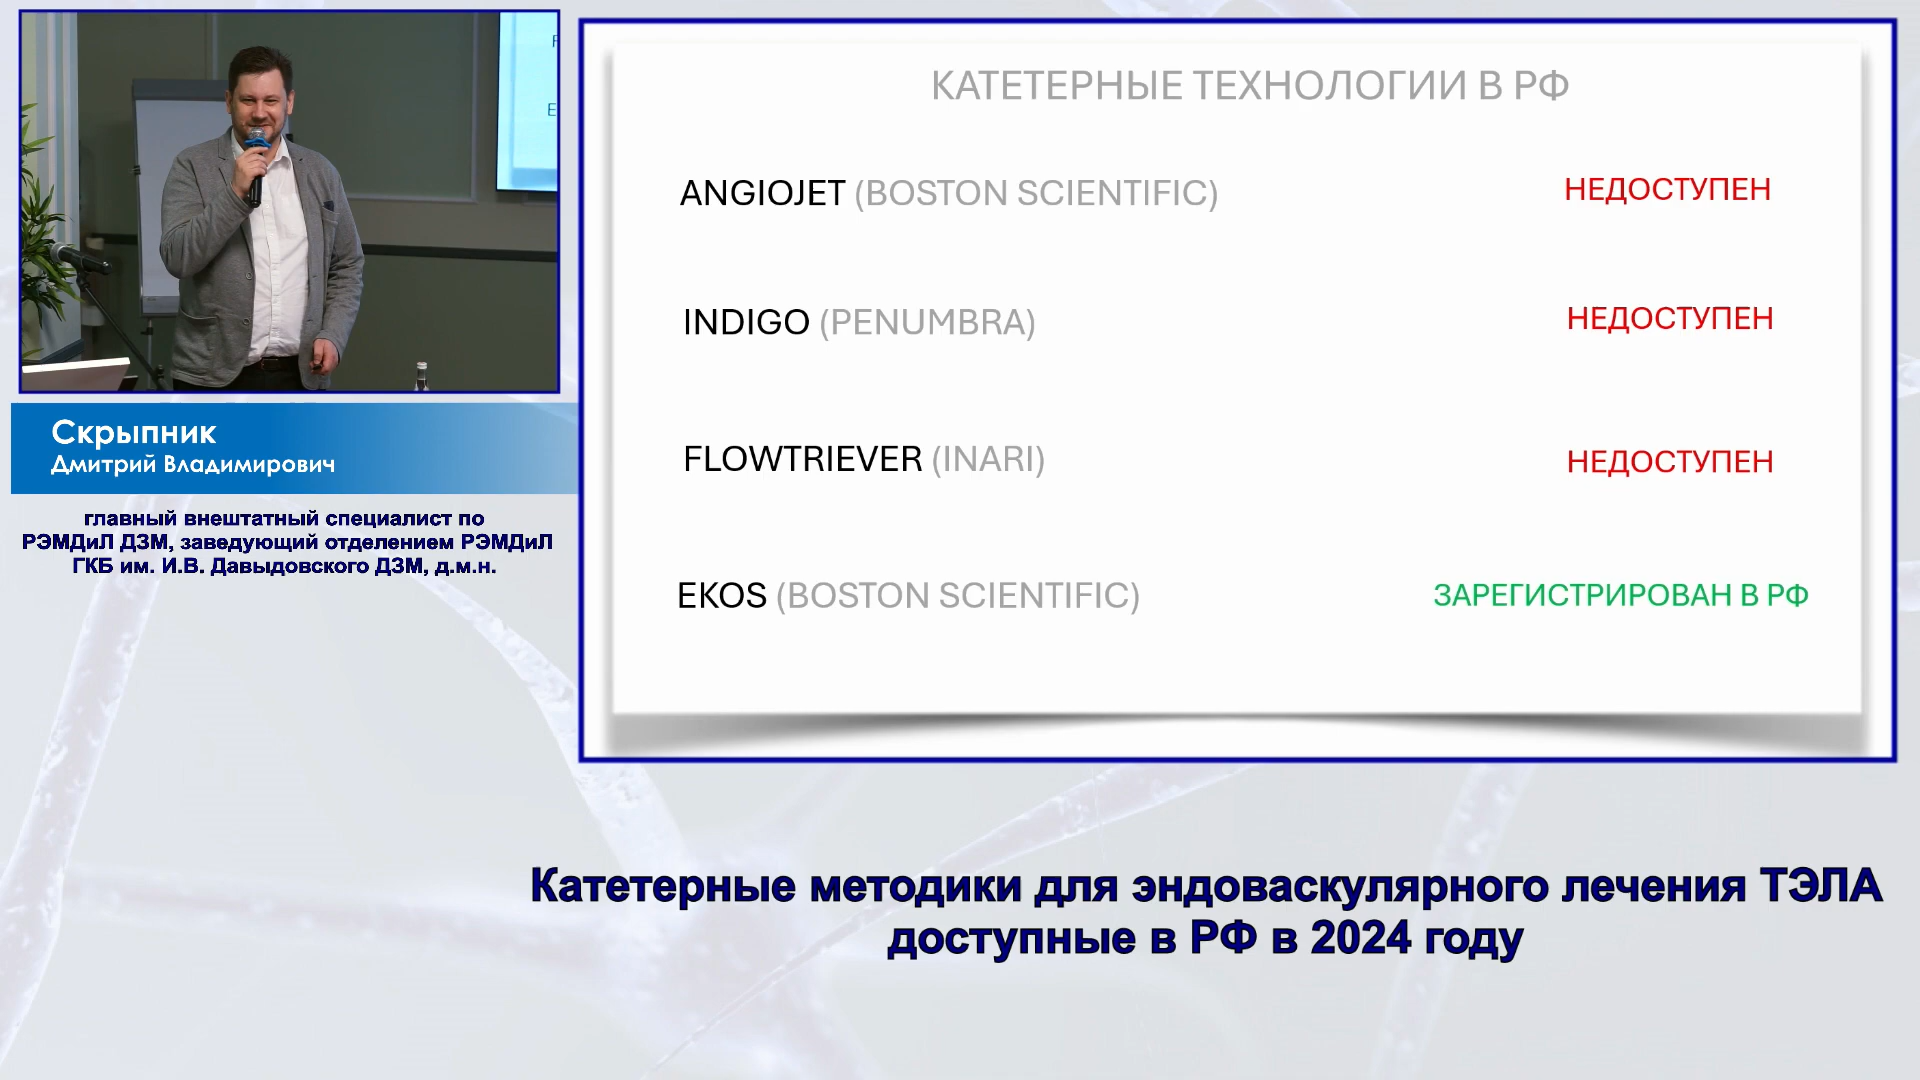 КАТЕТЕРНЫЕ ТЕХНОЛОГИИ В РФ
ANGIOJET (BOSTON SCIENTIFIC) НЕДОСТУПЕН
INDIGO (PENUMBRA) НЕДОСТУПЕН
FLOWTRIEVER (INARI) НЕДОСТУПЕН
EKOS (BOSTON SCIENTIFIC) ЗАРЕГИСТРИРОВАН В РФ
Скрыпник
Дмитрий Владимирович
главный внештатный специалист по
РЭМДиЛ ДЗМ, заведующий отделением РЭМДиЛ
ГКБ им. И.В. Давыдовского ДЗМ, д.м.н.
Катетерные методики для эндоваскулярного лечения ТЭЛА
доступные в РФ в 2024 году